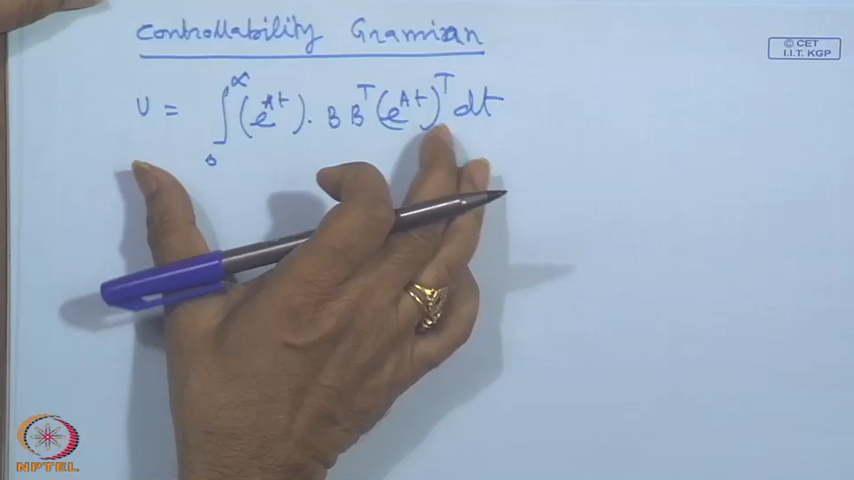 Controllability Gramian
© CET
I.I.T. KGP
U = ∫₀^∞ (e^{At}) · B B^T (e^{At})^T dt
NPTEL